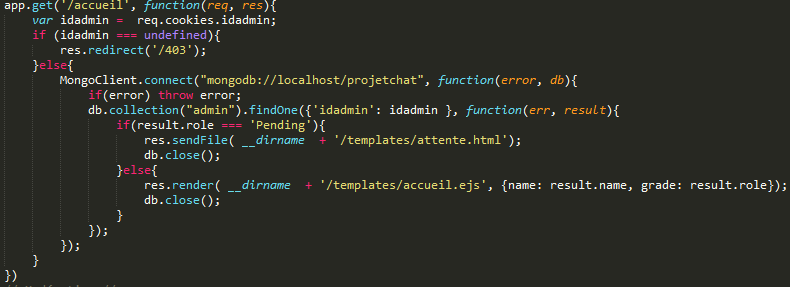 app.get('/accueil', function(req, res){
    var idadmin =  req.cookies.idadmin;
    if (idadmin === undefined){
        res.redirect('/403');
    }else{
        MongoClient.connect("mongodb://localhost/projetchat", function(error, db){
            if(error) throw error;
            db.collection("admin").findOne({'idadmin': idadmin }, function(err, result){
                if(result.role === 'Pending'){
                    res.sendFile( __dirname  + '/templates/attente.html');
                    db.close();
                }else{
                    res.render( __dirname  + '/templates/accueil.ejs', {name: result.name, grade: result.role});
                    db.close();
                }
            });
        });
    }
})